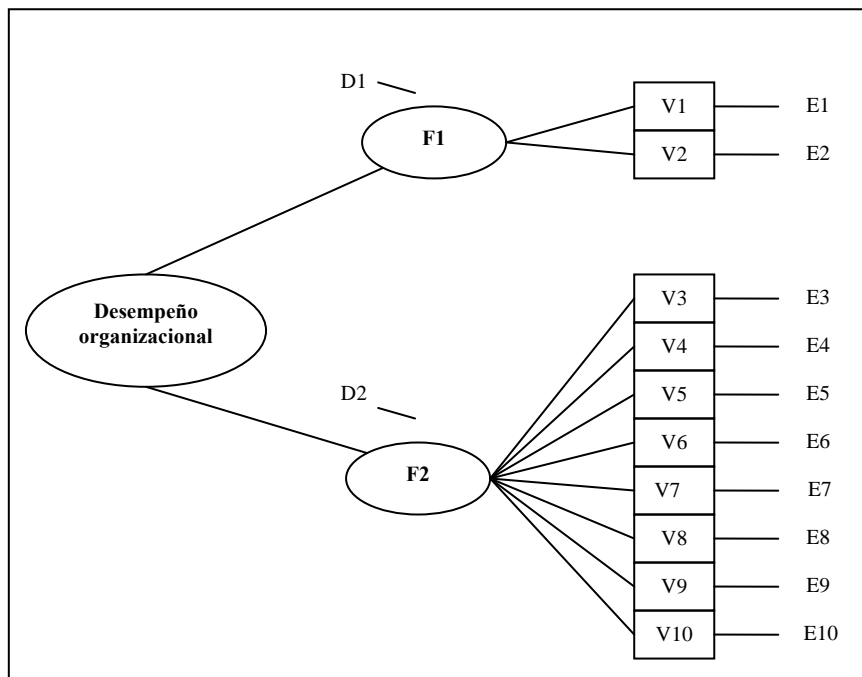 D1
F1
V1 E1
V2 E2
Desempeño
organizacional
V3 E3
V4 E4
D2
V5 E5
V6 E6
F2
V7 E7
V8 E8
V9 E9
V10 E10